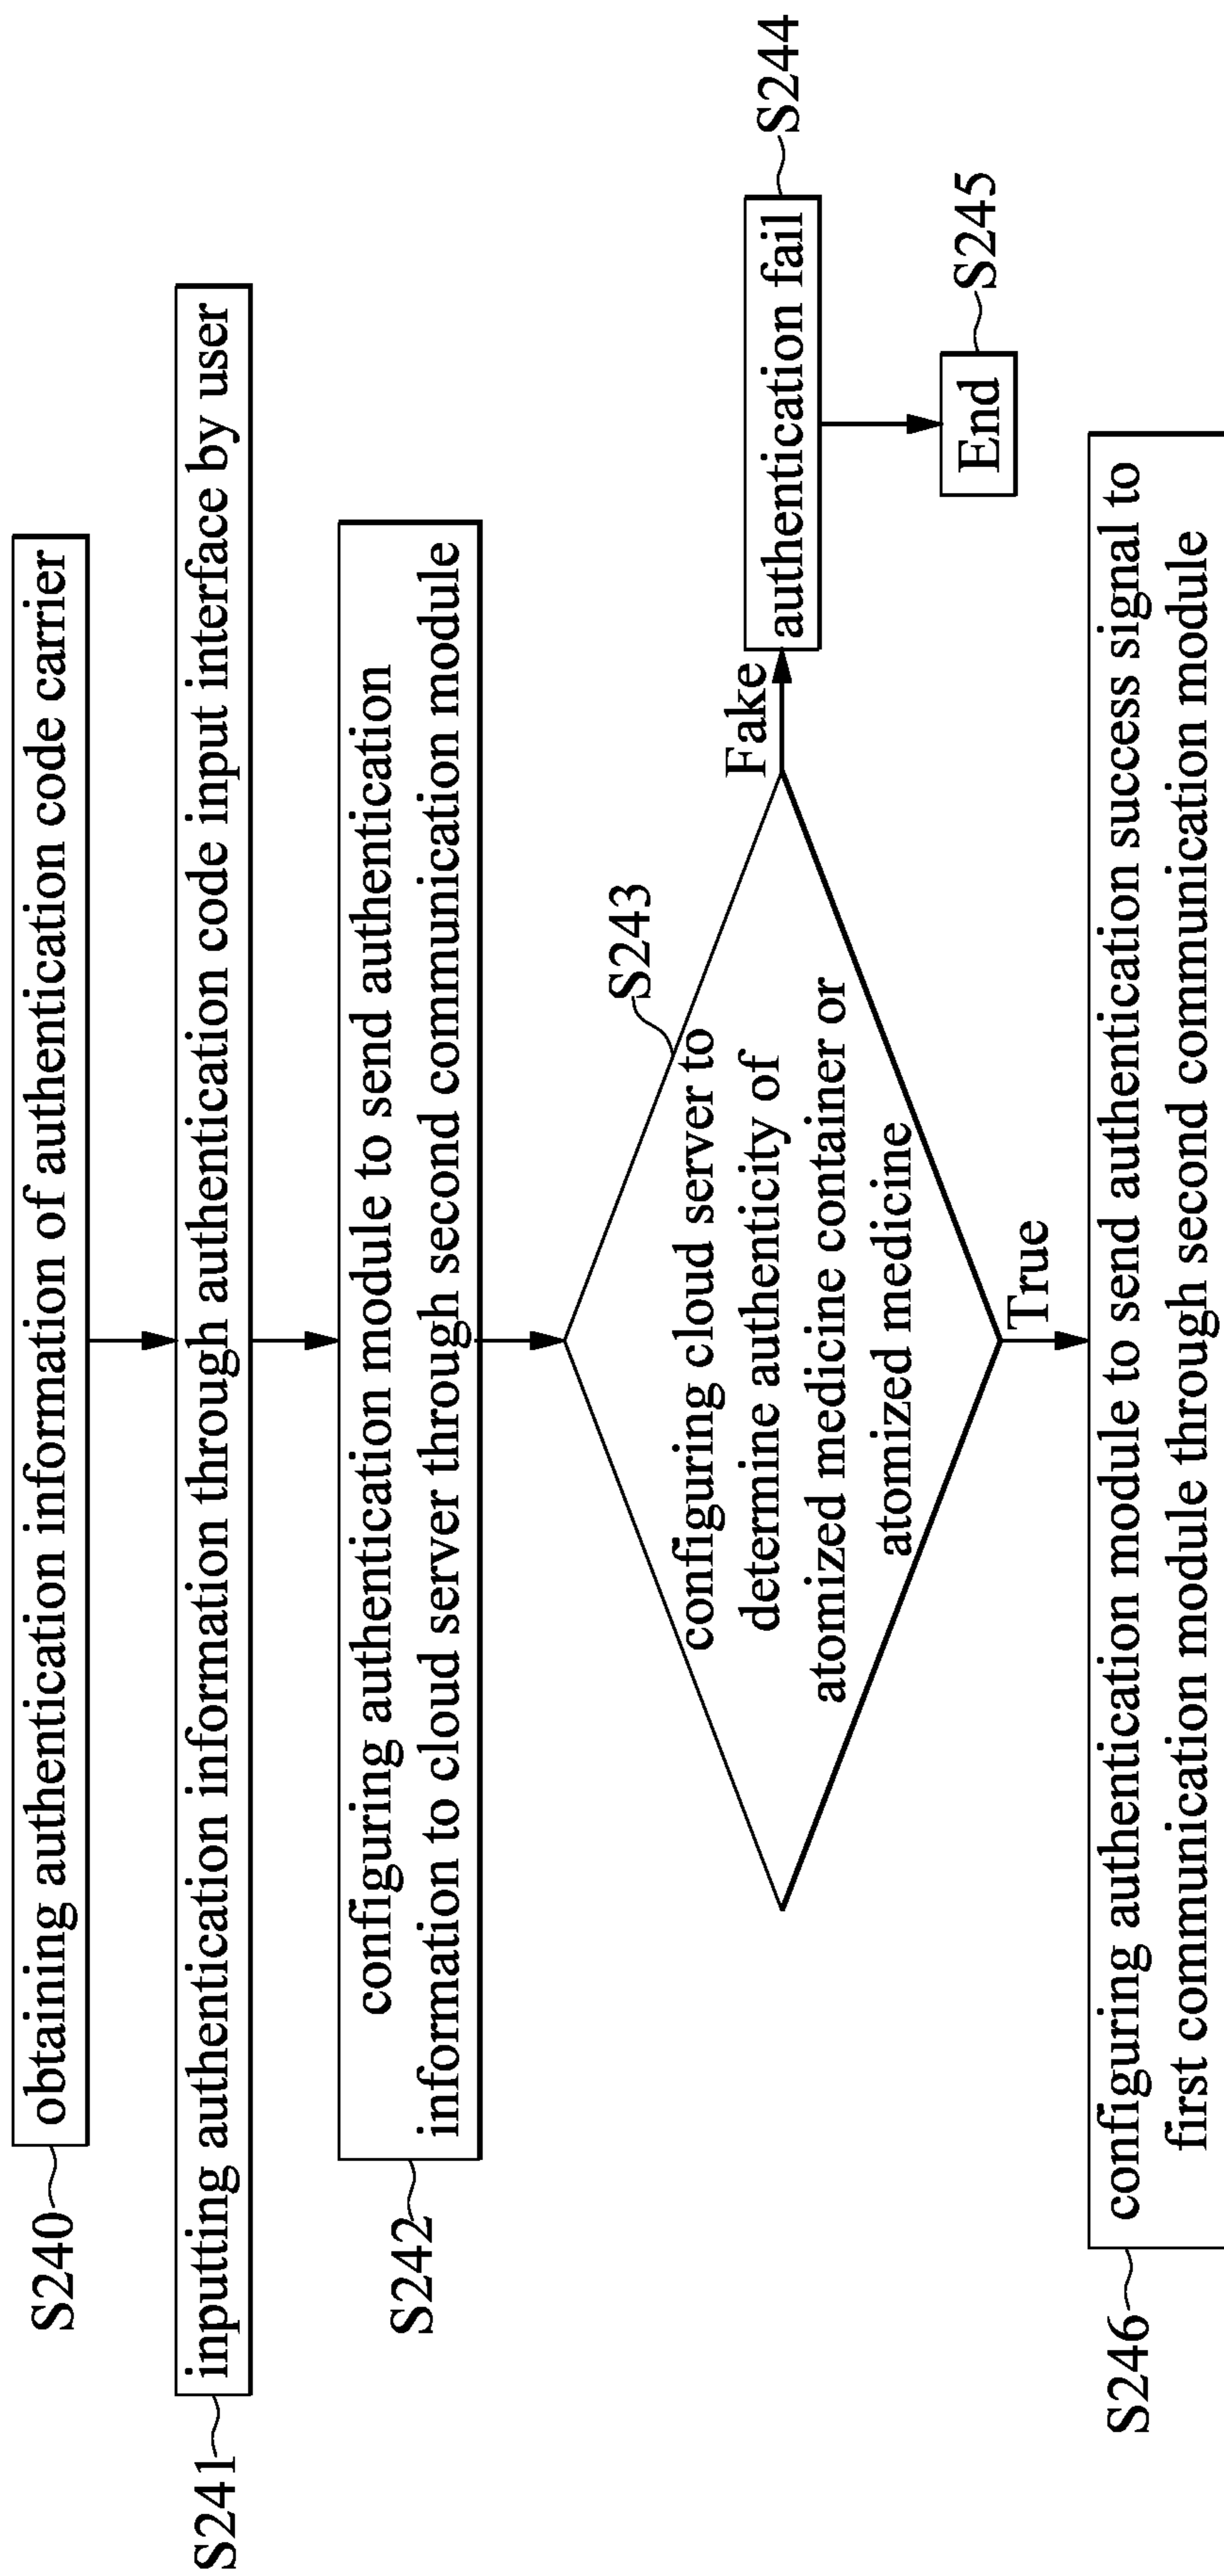 S240
obtaining authentication information of authentication code carrier
S241
inputting authentication information through authentication code input interface by user
S242
configuring authentication module to send authentication
information to cloud server through second communication module
S243
configuring cloud server to
determine authenticity of
atomized medicine container or
atomized medicine
Fake
authentication fail
S244
End
S245
True
S246
configuring authentication module to send authentication success signal to
first communication module through second communication module